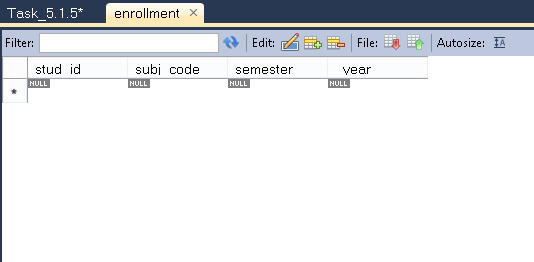 Task_5.1.5* enrollment ×
Filter: Edit: File: Autosize:
stud_id subj_code semester year
* NULL NULL NULL NULL